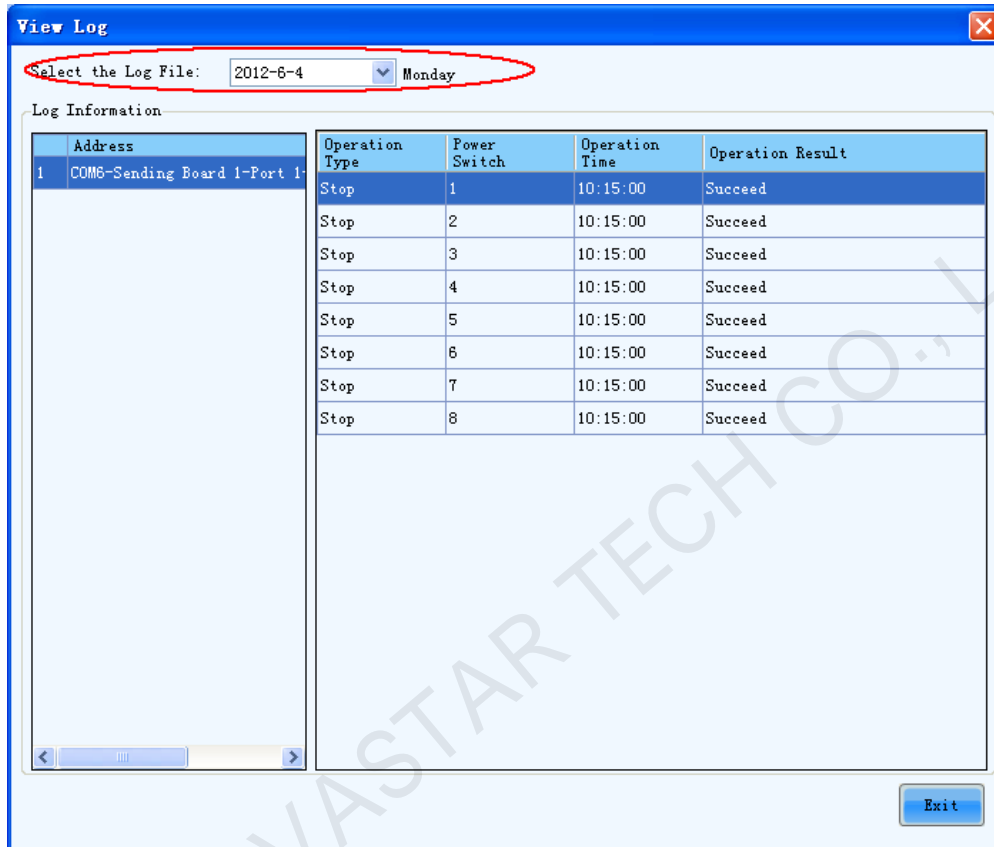 View Log
Select the Log File: 2012-6-4 Monday
Log Information
Address
1 COM6-Sending Board 1-Port 1-
Operation Type Power Switch Operation Time Operation Result
Stop 1 10:15:00 Succeed
Stop 2 10:15:00 Succeed
Stop 3 10:15:00 Succeed
Stop 4 10:15:00 Succeed
Stop 5 10:15:00 Succeed
Stop 6 10:15:00 Succeed
Stop 7 10:15:00 Succeed
Stop 8 10:15:00 Succeed
Exit
VASTAR TECH CO., L